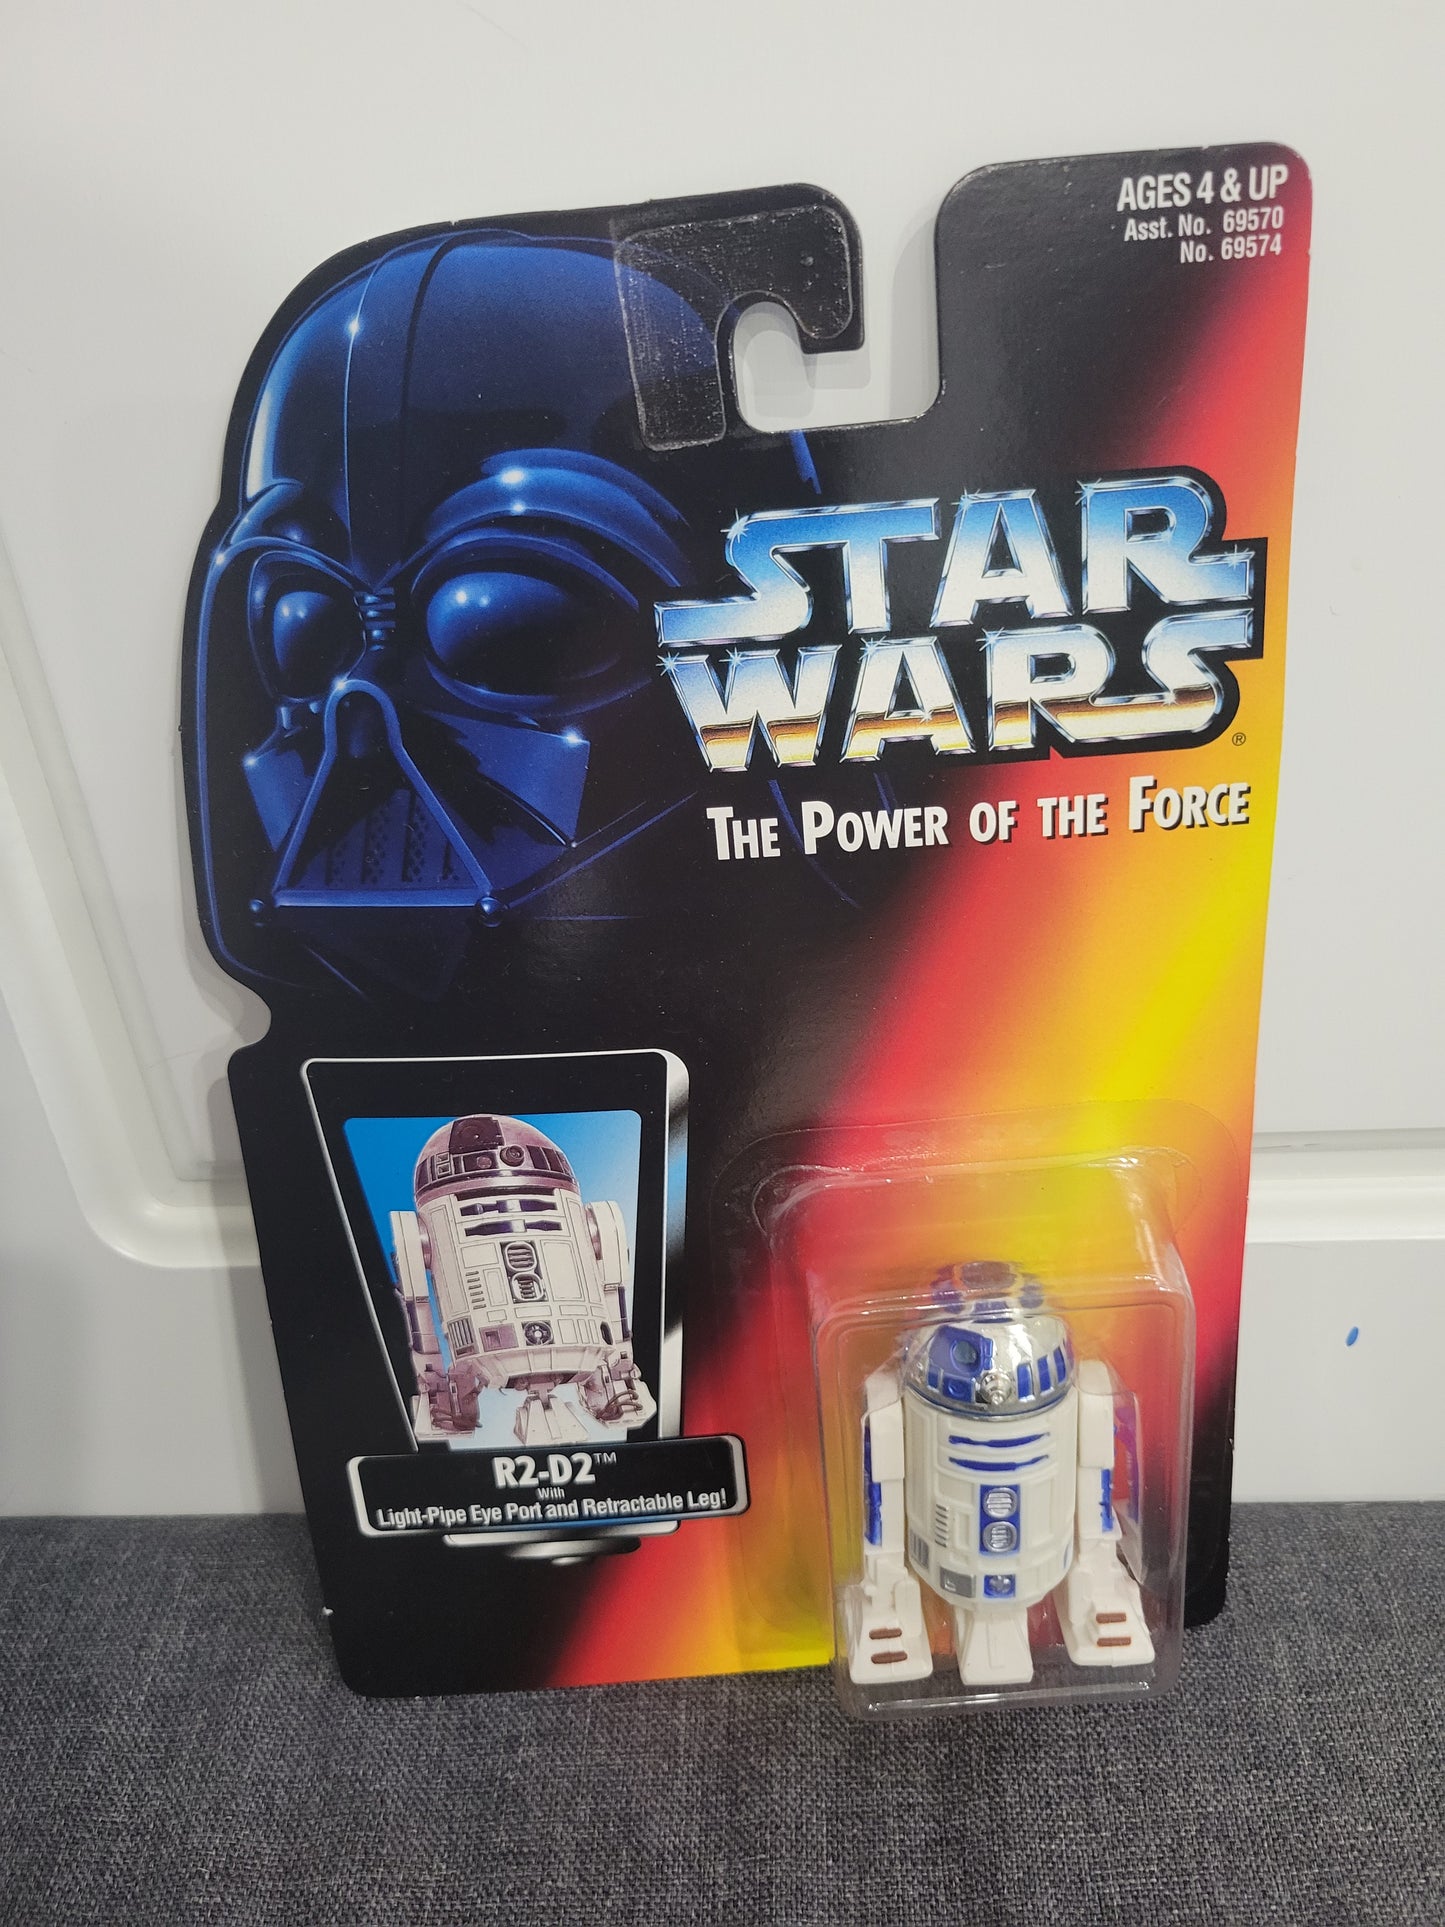 AGES 4 & UP
Asst. No. 69570
No. 69574
STAR
WARS®
THE POWER OF THE FORCE
R2-D2™
With
Light-Pipe Eye Port and Retractable Leg!